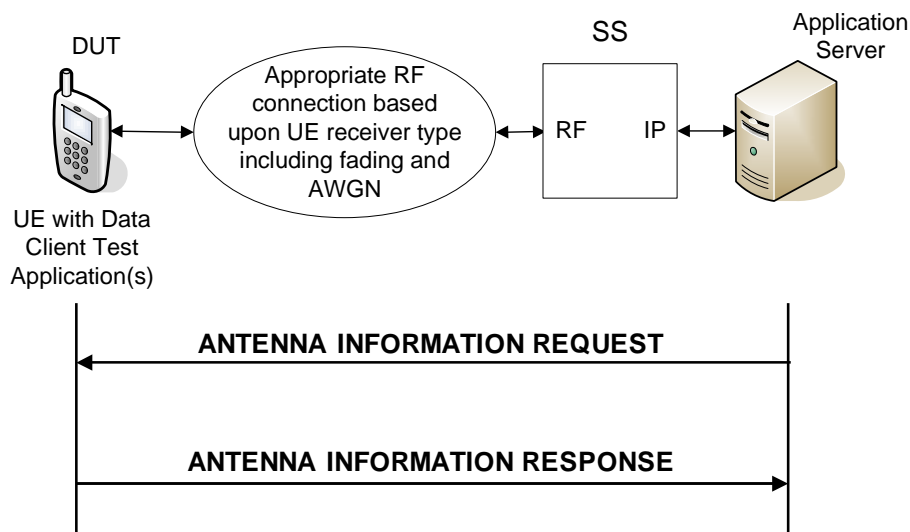 DUT
UE with Data
Client Test
Application(s)
Appropriate RF
connection based
upon UE receiver type
including fading and
AWGN
SS
RF
IP
Application
Server
ANTENNA INFORMATION REQUEST
ANTENNA INFORMATION RESPONSE